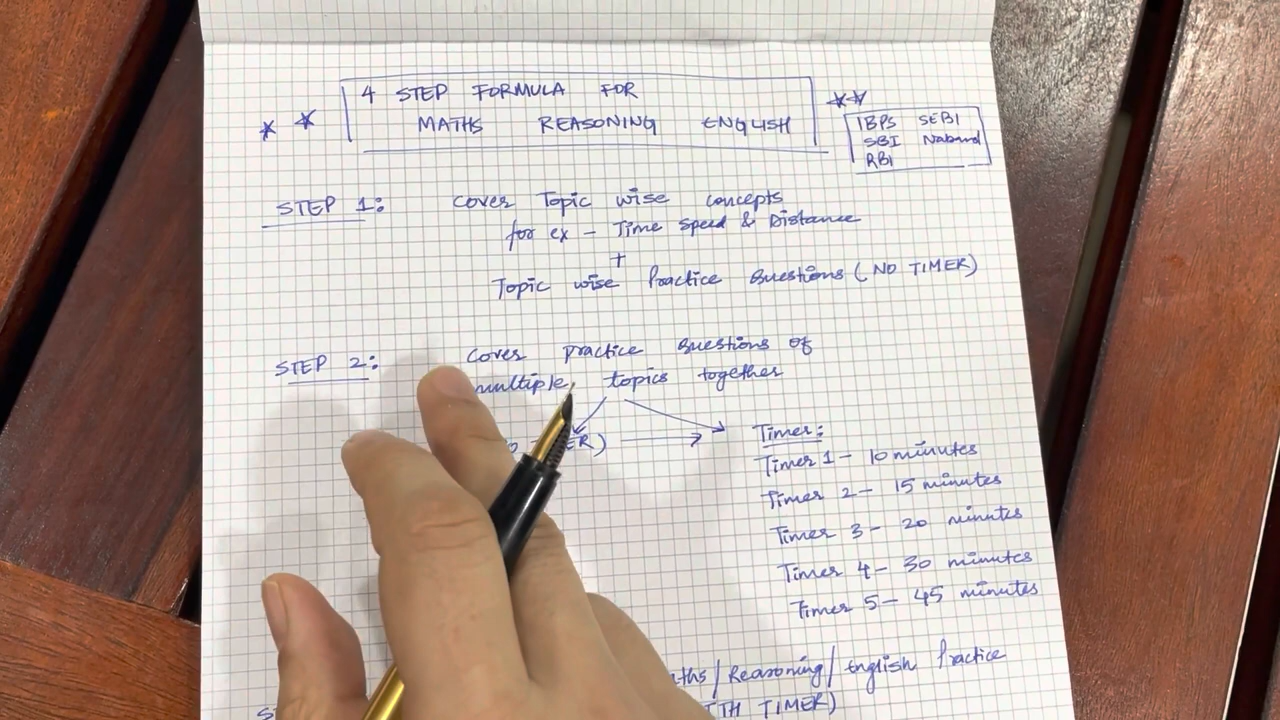 4 STEP FORMULA FOR
MATHS REASONING ENGLISH
IBPS SEBI
SBI Nabard
RBI
STEP 1: Cover Topic wise concepts
for ex - Time Speed & Distance
+
Topic wise Practice Questions (NO TIMER)
STEP 2: Cover practice Questions of
multiple topics together
Timer:
Timer 1 - 10 minutes
Timer 2 - 15 minutes
Timer 3 - 20 minutes
Timer 4 - 30 minutes
Timer 5 - 45 minutes
/Reasoning/English Practice
TIMER)